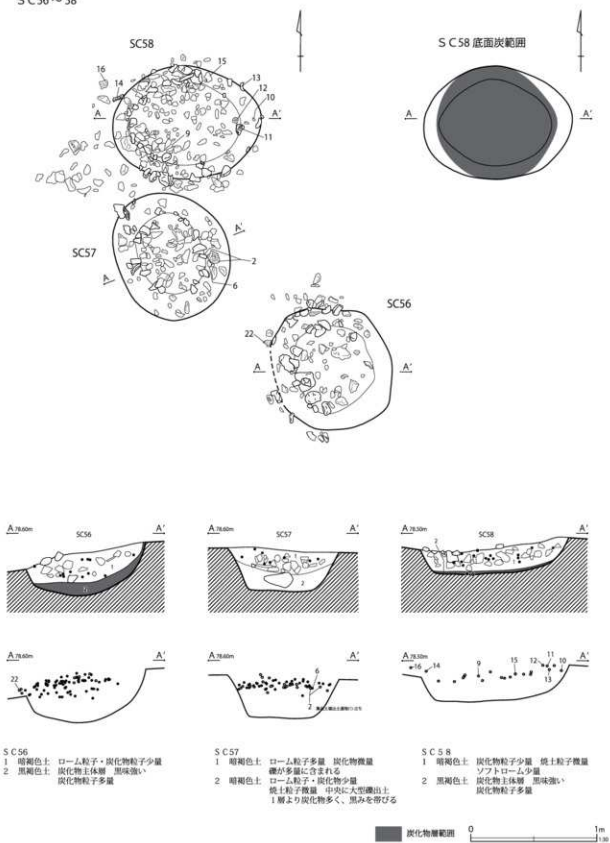 SC56~58
SC58
SC58底面炭範囲
16
14
15
13
12
10
A
A'
11
9
A
A'
SC57
A'
A
2
6
SC56
22
A
A'
A 78.60m
SC56
A'
1
A 78.60m
SC57
A'
1
2
A 78.50m
SC58
A'
2
1
A 78.60m
A'
22
A 78.60m
A'
6
2
A 78.50m
A'
16
14
9
15
12
11
13
10
SC56
1 暗褐色土 ローム粒子・炭化物粒子少量
2 黒褐色土 炭化物主体層 黒味強い
炭化物粒子多量
SC57
1 暗褐色土 ローム粒子多量 炭化物微量
礫が多量に含まれる
2 暗褐色土 ローム粒子・炭化物少量
焼土粒子微量 中央に大型礫出土
1層より炭化物多く、黒みを帯びる
SC58
1 暗褐色土 炭化物粒子少量 焼土粒子微量
ソフトローム少量
2 黒褐色土 炭化物主体層 黒味強い
炭化物粒子多量
炭化物層範囲
0
1m
1:30